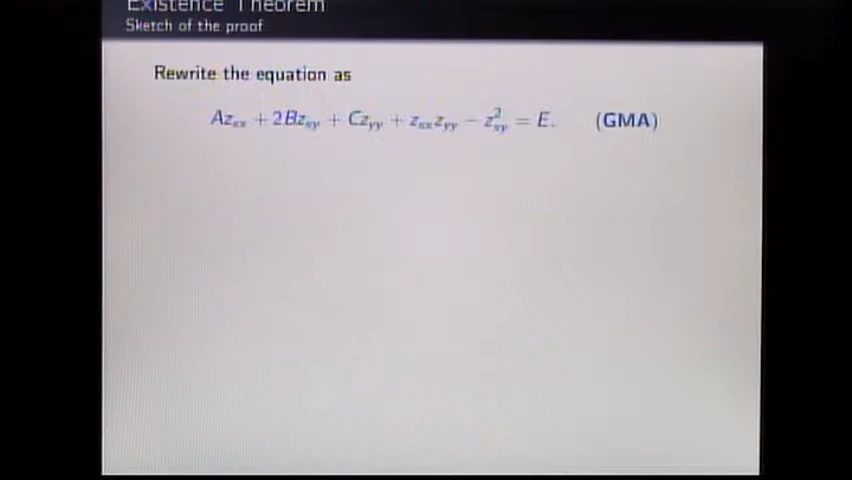 Existence Theorem
Sketch of the proof
Rewrite the equation as
Az_{xx} + 2Bz_{xy} + Cz_{yy} + z_{xx}z_{yy} − z_{xy}^2 = E. (GMA)